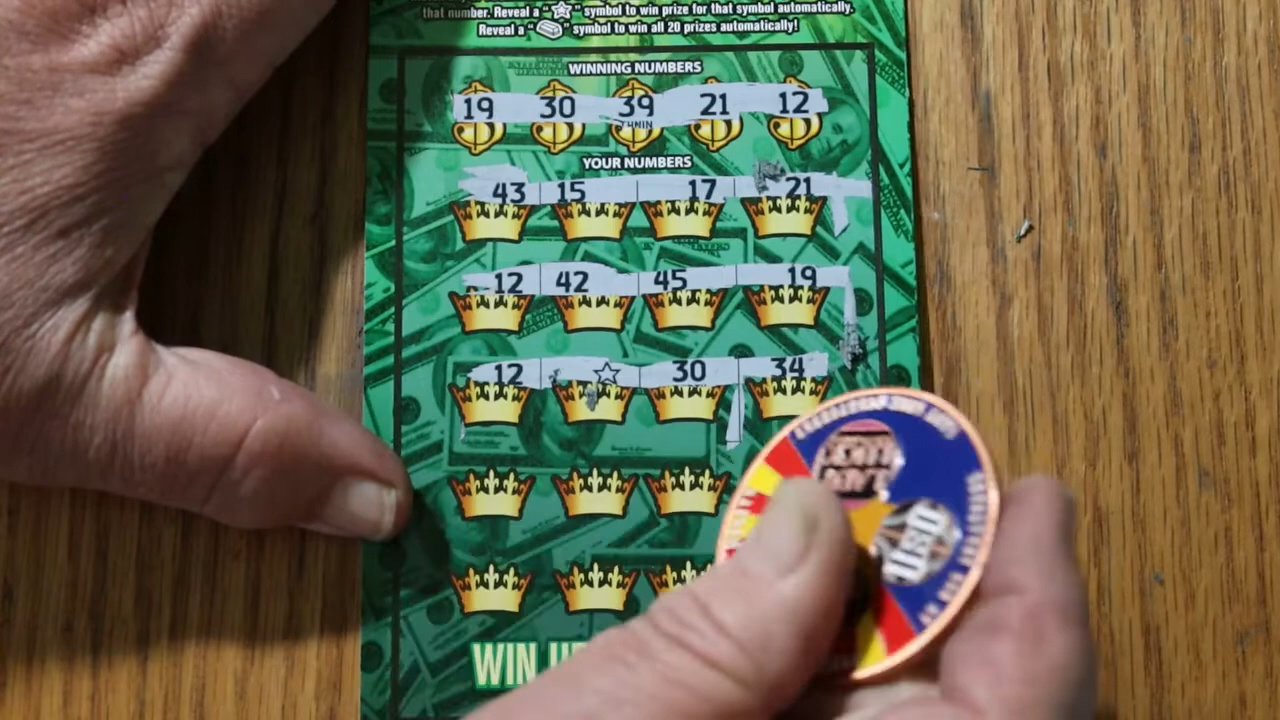 that number. Reveal a " " symbol to win prize for that symbol automatically.
Reveal a " " symbol to win all 20 prizes automatically!
WINNING NUMBERS
19 30 39 21 12
YOUR NUMBERS
43 15 17 21
12 42 45 19
12 30 34
WIN